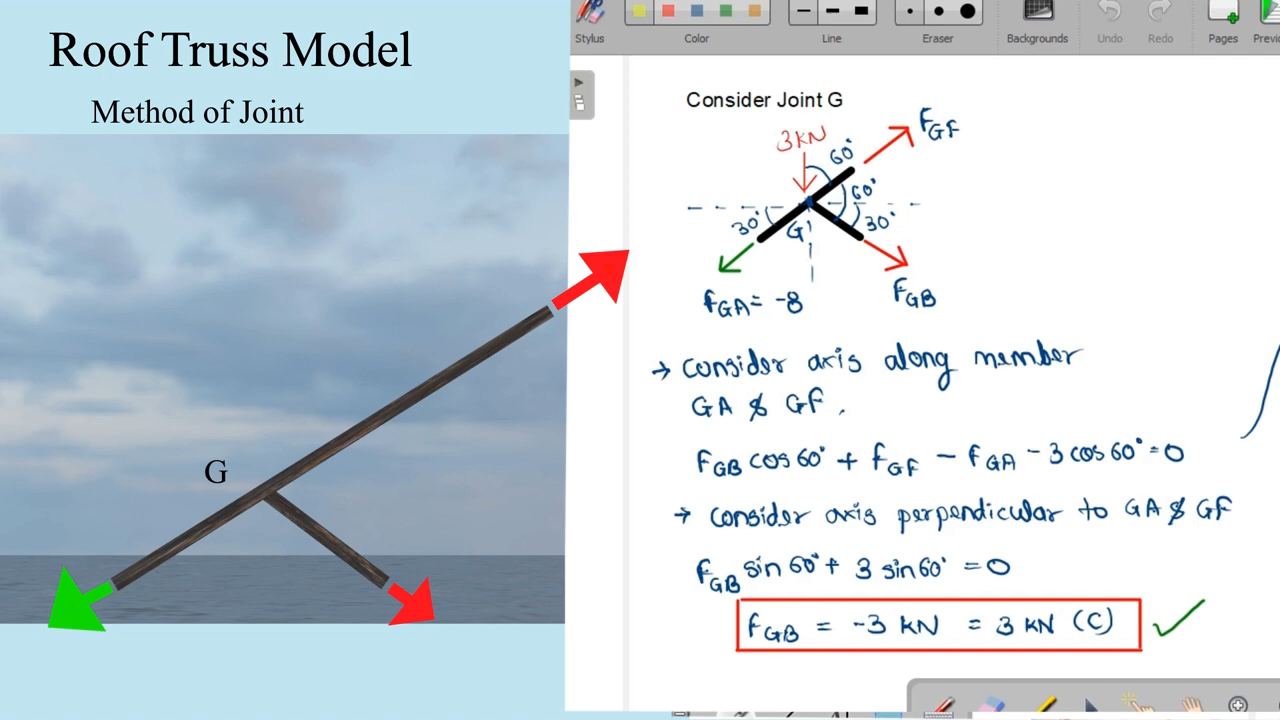 Roof Truss Model
Method of Joint
G
Stylus
Color
Line
Eraser
Backgrounds
Undo
Redo
Pages
Previ
Consider Joint G
3KN
60°
FGF
60°
30°
30°
G
FGA = -8
FGB
→ Consider axis along member
GA & GF.
FGB cos 60° + FGF - FGA - 3 cos 60° = 0
→ Consider axis perpendicular to GA & GF
FGB sin 60° + 3 sin 60° = 0
FGB = -3 KN = 3 KN (C)